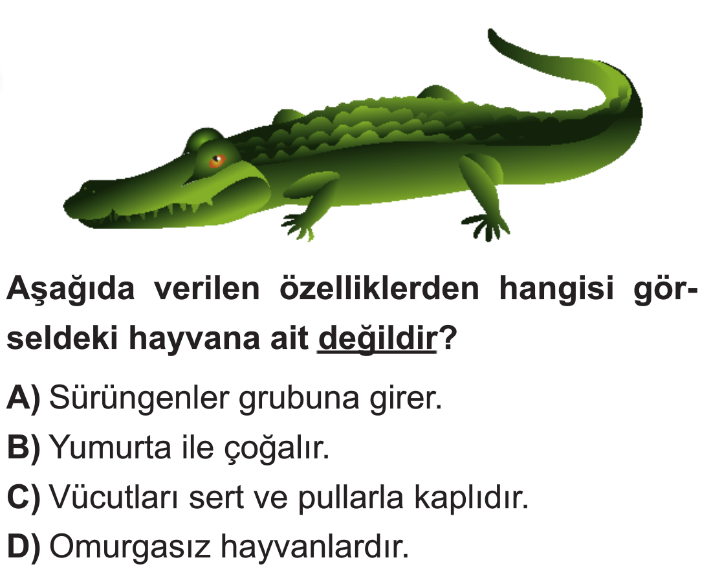 Aşağıda verilen özelliklerden hangisi gör-
seldeki hayvana ait değildir?
A) Sürüngenler grubuna girer.
B) Yumurta ile çoğalır.
C) Vücutları sert ve pullarla kaplıdır.
D) Omurgasız hayvanlardır.